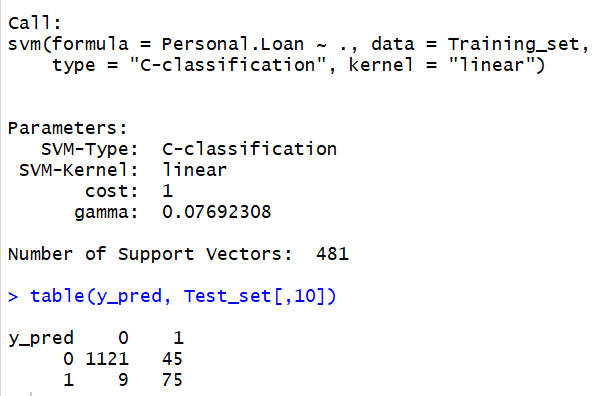 Call:
svm(formula = Personal.Loan ~ ., data = Training_set,
    type = "C-classification", kernel = "linear")
Parameters:
   SVM-Type:  C-classification
 SVM-Kernel:  linear
       cost:  1
      gamma:  0.07692308
Number of Support Vectors:  481
> table(y_pred, Test_set[,10])
y_pred    0    1
     0 1121   45
     1    9   75